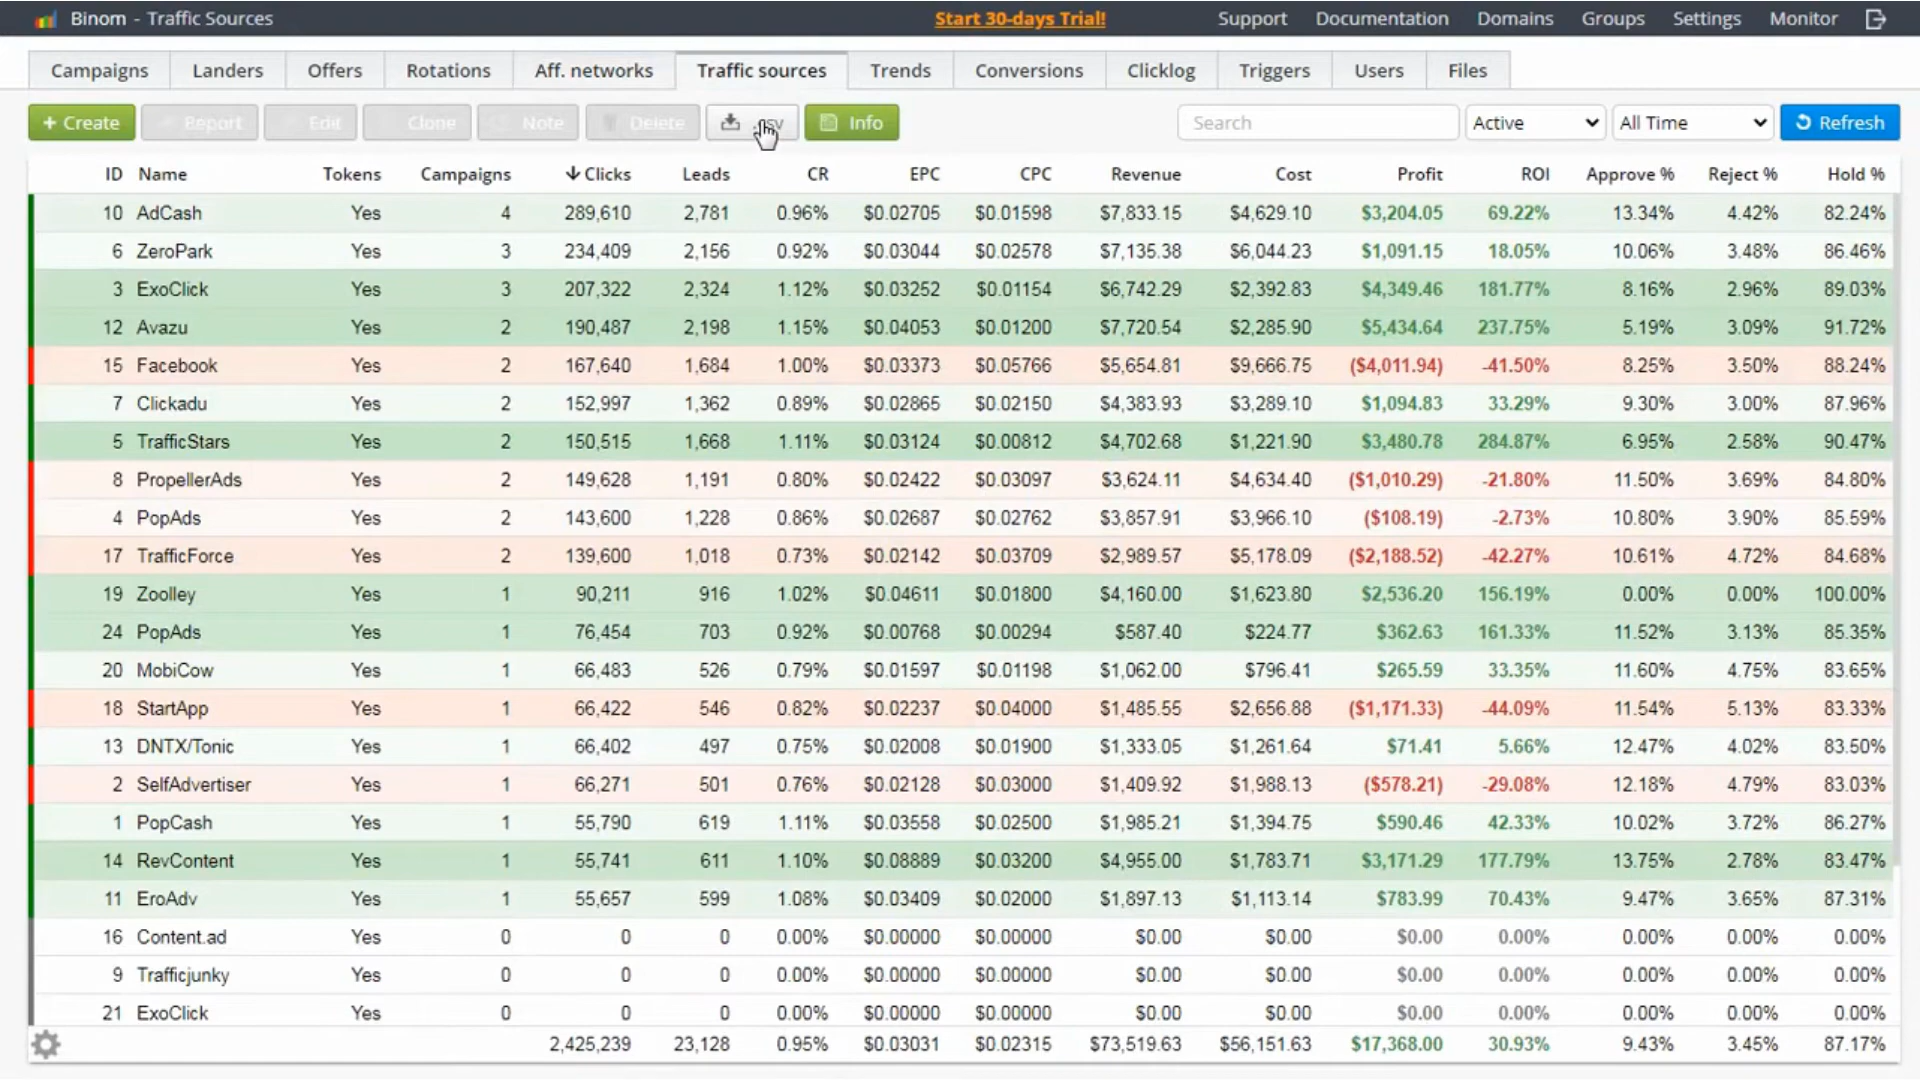 Binom - Traffic Sources Start 30-days Trial! Support Documentation Domains Groups Settings Monitor
Campaigns Landers Offers Rotations Aff. networks Traffic sources Trends Conversions Clicklog Triggers Users Files
+ Create Report Edit Clone Note Delete Info Search Active All Time Refresh
ID Name Tokens Campaigns Clicks Leads CR EPC CPC Revenue Cost Profit ROI Approve % Reject % Hold %
10 AdCash Yes 4 289,610 2,781 0.96% $0.02705 $0.01598 $7,833.15 $4,629.10 $3,204.05 69.22% 13.34% 4.42% 82.24%
6 ZeroPark Yes 3 234,409 2,156 0.92% $0.03044 $0.02578 $7,135.38 $6,044.23 $1,091.15 18.05% 10.06% 3.48% 86.46%
3 ExoClick Yes 3 207,322 2,324 1.12% $0.03252 $0.01154 $6,742.29 $2,392.83 $4,349.46 181.77% 8.16% 2.96% 89.03%
12 Avazu Yes 2 190,487 2,198 1.15% $0.04053 $0.01200 $7,720.54 $2,285.90 $5,434.64 237.75% 5.19% 3.09% 91.72%
15 Facebook Yes 2 167,640 1,684 1.00% $0.03373 $0.05766 $5,654.81 $9,666.75 ($4,011.94) -41.50% 8.25% 3.50% 88.24%
7 Clickadu Yes 2 152,997 1,362 0.89% $0.02865 $0.02150 $4,383.93 $3,289.10 $1,094.83 33.29% 9.30% 3.00% 87.96%
5 TrafficStars Yes 2 150,515 1,668 1.11% $0.03124 $0.00812 $4,702.68 $1,221.90 $3,480.78 284.87% 6.95% 2.58% 90.47%
8 PropellerAds Yes 2 149,628 1,191 0.80% $0.02422 $0.03097 $3,624.11 $4,634.40 ($1,010.29) -21.80% 11.50% 3.69% 84.80%
4 PopAds Yes 2 143,600 1,228 0.86% $0.02687 $0.02762 $3,857.91 $3,966.10 ($108.19) -2.73% 10.80% 3.90% 85.59%
17 TrafficForce Yes 2 139,600 1,018 0.73% $0.02142 $0.03709 $2,989.57 $5,178.09 ($2,188.52) -42.27% 10.61% 4.72% 84.68%
19 Zoolley Yes 1 90,211 916 1.02% $0.04611 $0.01800 $4,160.00 $1,623.80 $2,536.20 156.19% 0.00% 0.00% 100.00%
24 PopAds Yes 1 76,454 703 0.92% $0.00768 $0.00294 $587.40 $224.77 $362.63 161.33% 11.52% 3.13% 85.35%
20 MobiCow Yes 1 66,483 526 0.79% $0.01597 $0.01198 $1,062.00 $796.41 $265.59 33.35% 11.60% 4.75% 83.65%
18 StartApp Yes 1 66,422 546 0.82% $0.02237 $0.04000 $1,485.55 $2,656.88 ($1,171.33) -44.09% 11.54% 5.13% 83.33%
13 DNTX/Tonic Yes 1 66,402 497 0.75% $0.02008 $0.01900 $1,333.05 $1,261.64 $71.41 5.66% 12.47% 4.02% 83.50%
2 SelfAdvertiser Yes 1 66,271 501 0.76% $0.02128 $0.03000 $1,409.92 $1,988.13 ($578.21) -29.08% 12.18% 4.79% 83.03%
1 PopCash Yes 1 55,790 619 1.11% $0.03558 $0.02500 $1,985.21 $1,394.75 $590.46 42.33% 10.02% 3.72% 86.27%
14 RevContent Yes 1 55,741 611 1.10% $0.08889 $0.03200 $4,955.00 $1,783.71 $3,171.29 177.79% 13.75% 2.78% 83.47%
11 EroAdv Yes 1 55,657 599 1.08% $0.03409 $0.02000 $1,897.13 $1,113.14 $783.99 70.43% 9.47% 3.65% 87.31%
16 Content.ad Yes 0 0 0 0.00% $0.00000 $0.00000 $0.00 $0.00 $0.00 0.00% 0.00% 0.00% 0.00%
9 Trafficjunky Yes 0 0 0 0.00% $0.00000 $0.00000 $0.00 $0.00 $0.00 0.00% 0.00% 0.00% 0.00%
21 ExoClick Yes 0 0 0 0.00% $0.00000 $0.00000 $0.00 $0.00 $0.00 0.00% 0.00% 0.00% 0.00%
2,425,239 23,128 0.95% $0.03031 $0.02315 $73,519.63 $56,151.63 $17,368.00 30.93% 9.43% 3.45% 87.17%